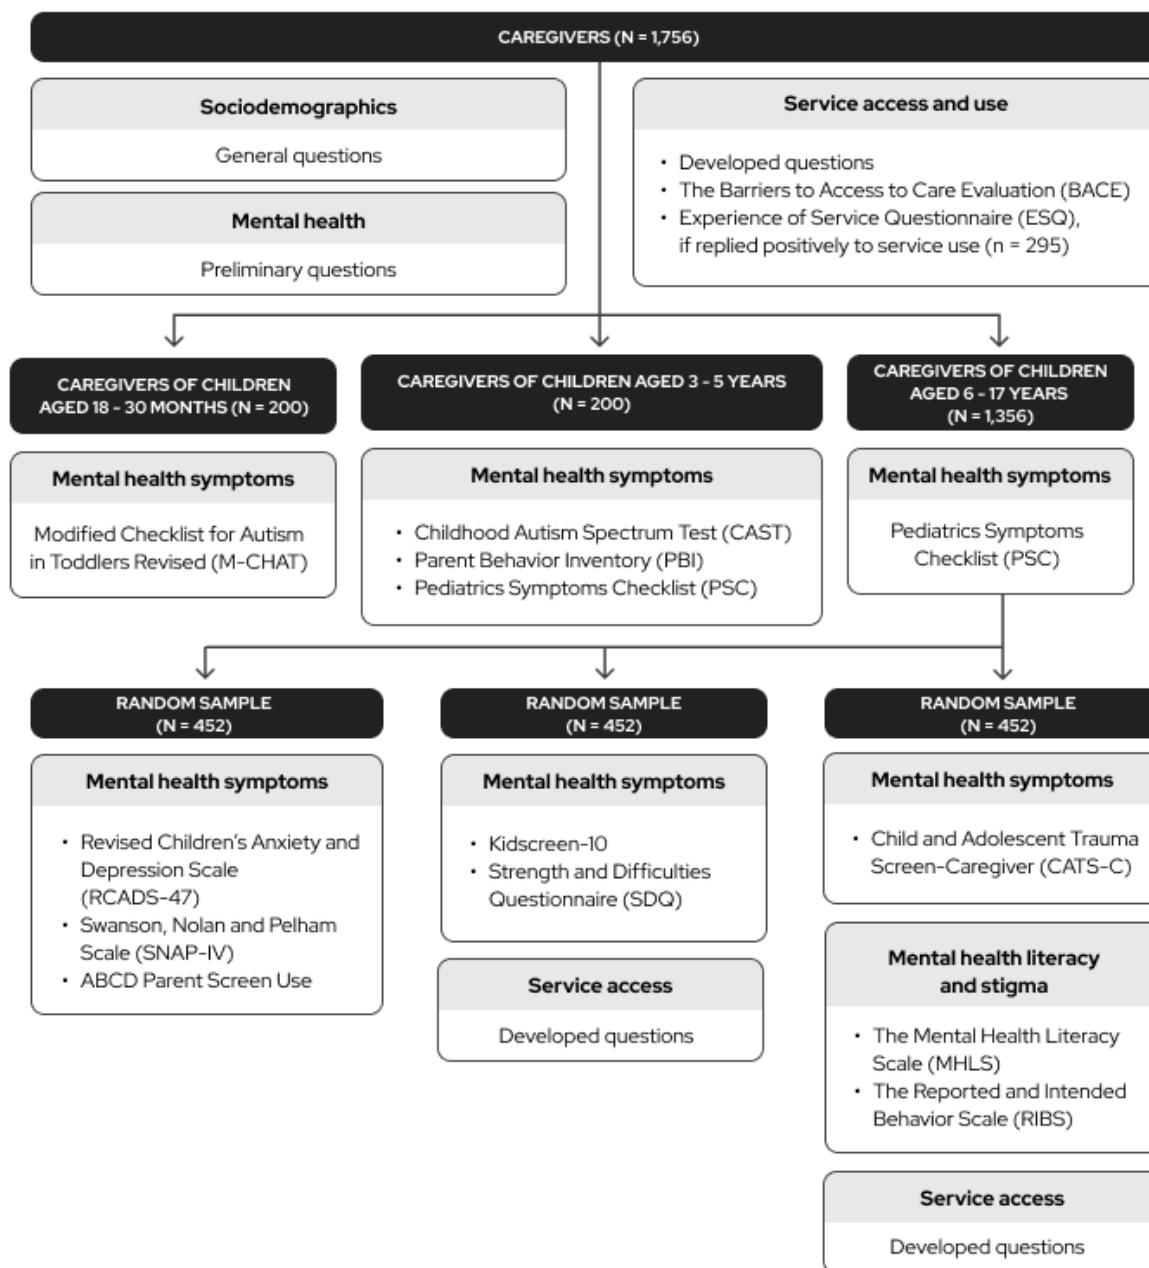 CAREGIVERS (N = 1,756)
Sociodemographics
General questions
Mental health
Preliminary questions
Service access and use
• Developed questions
• The Barriers to Access to Care Evaluation (BACE)
• Experience of Service Questionnaire (ESQ),
if replied positively to service use (n = 295)
CAREGIVERS OF CHILDREN
AGED 18 - 30 MONTHS (N = 200)
Mental health symptoms
Modified Checklist for Autism
in Toddlers Revised (M-CHAT)
CAREGIVERS OF CHILDREN AGED 3 - 5 YEARS
(N = 200)
Mental health symptoms
• Childhood Autism Spectrum Test (CAST)
• Parent Behavior Inventory (PBI)
• Pediatrics Symptoms Checklist (PSC)
CAREGIVERS OF CHILDREN
AGED 6 - 17 YEARS
(N = 1,356)
Mental health symptoms
Pediatrics Symptoms
Checklist (PSC)
RANDOM SAMPLE
(N = 452)
Mental health symptoms
• Revised Children's Anxiety and
Depression Scale
(RCADS-47)
• Swanson, Nolan and Pelham
Scale (SNAP-IV)
• ABCD Parent Screen Use
RANDOM SAMPLE
(N = 452)
Mental health symptoms
• Kidscreen-10
• Strength and Difficulties
Questionnaire (SDQ)
Service access
Developed questions
RANDOM SAMPLE
(N = 452)
Mental health symptoms
• Child and Adolescent Trauma
Screen-Caregiver (CATS-C)
Mental health literacy
and stigma
• The Mental Health Literacy
Scale (MHLS)
• The Reported and Intended
Behavior Scale (RIBS)
Service access
Developed questions